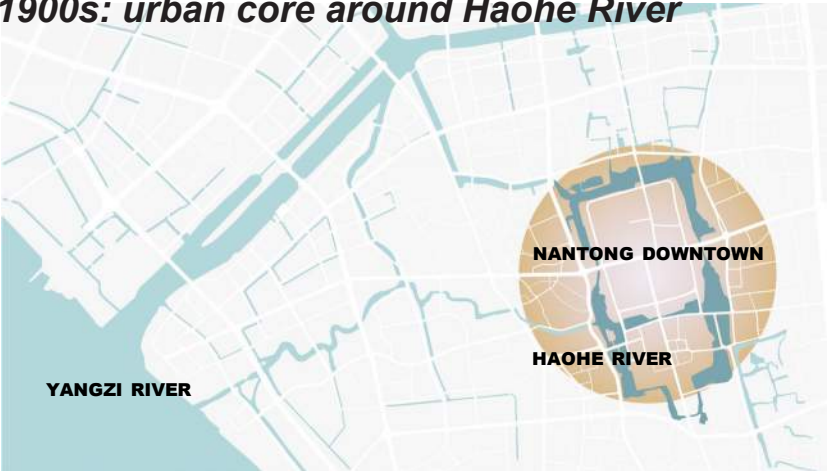 1900s: urban core around Haohe River
NANTONG DOWNTOWN
HAOHE RIVER
YANGZI RIVER